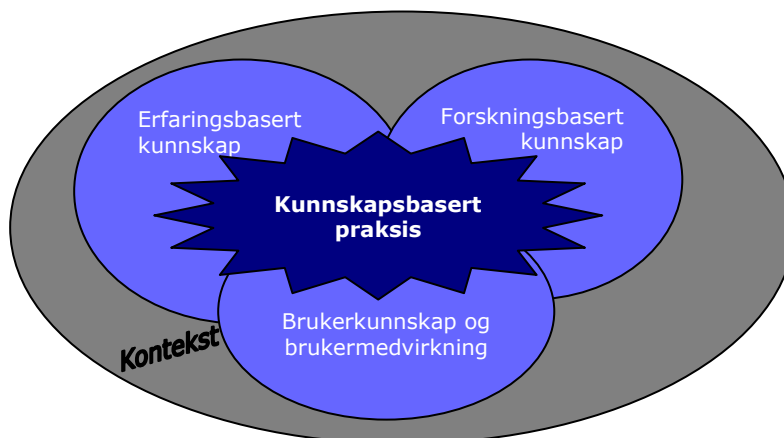 Erfaringsbasert
kunnskap
Forskningsbasert
kunnskap
Kunnskapsbasert
praksis
Brukerkunnskap og
brukermedvirkning
Kontekst